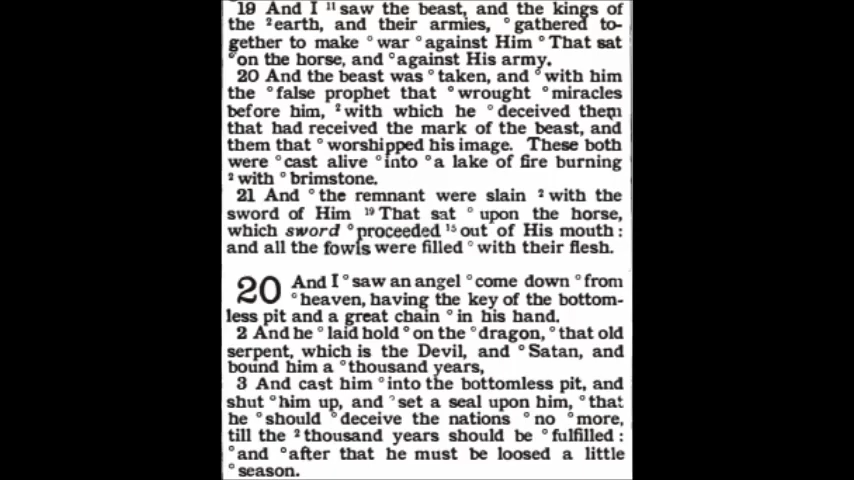 19 And I ¹¹ saw the beast, and the kings of
the ² earth, and their armies, ° gathered to-
gether to make ° war ° against Him ° That sat
° on the horse, and ° against His army.
20 And the beast was ° taken, and ° with him
the ° false prophet that ° wrought ° miracles
before him, ² with which he ° deceived them
that had received the mark of the beast, and
them that ° worshipped his image. These both
were ° cast alive ° into ° a lake of fire burning
² with ° brimstone.
21 And ° the remnant were slain ² with the
sword of Him ¹⁹ That sat ° upon the horse,
which sword ° proceeded ¹⁵ out of His mouth:
and all the fowls were filled ° with their flesh.
20 And I ° saw an angel ° come down ° from
° heaven, having the key of the bottom-
less pit and a great chain ° in his hand.
2 And he ° laid hold ° on the ° dragon, ° that old
serpent, which is the Devil, and ° Satan, and
bound him a ° thousand years,
3 And cast him ° into the bottomless pit, and
shut ° him up, and ° set a seal upon him, ° that
he ° should ° deceive the nations ° no ° more,
till the ² thousand years should be ° fulfilled:
° and ° after that he must be loosed a little
° season.